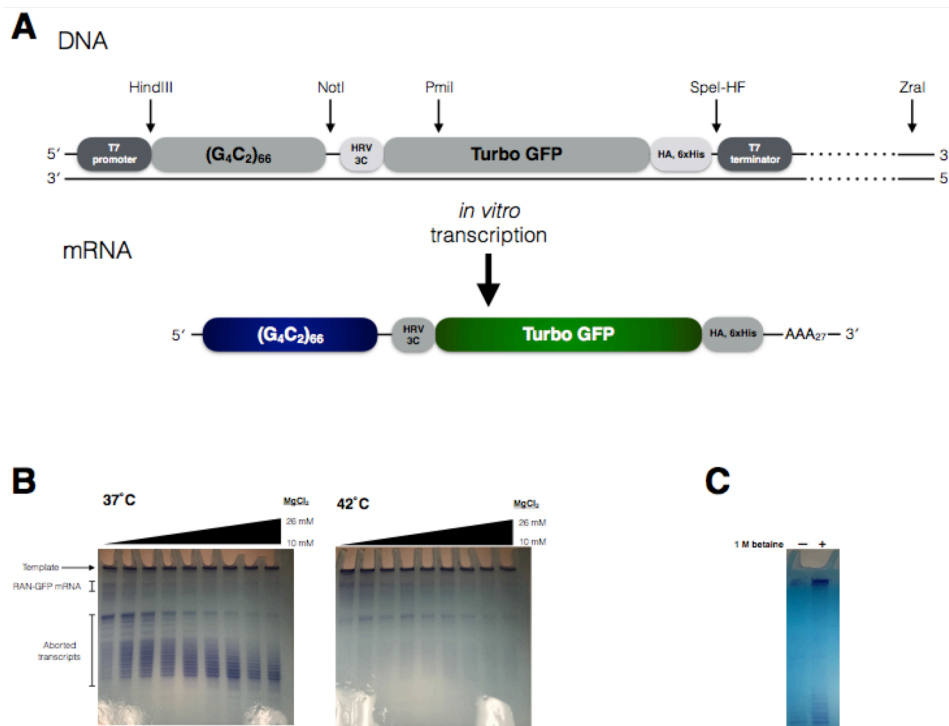 A
DNA
HindIII NotI PmiI SpeI-HF ZraI
5′ T7 promoter (G₄C₂)₆₆ HRV 3C Turbo GFP HA, 6xHis T7 terminator 3
3′ 5
in vitro
transcription
mRNA
5′ (G₄C₂)₆₆ HRV 3C Turbo GFP HA, 6xHis AAA₂₇ 3′
B
C
37˚C MgCl₂ 42˚C MgCl₂
26 mM 26 mM
10 mM 10 mM
1 M betaine − +
Template
RAN-GFP mRNA
Aborted
transcripts